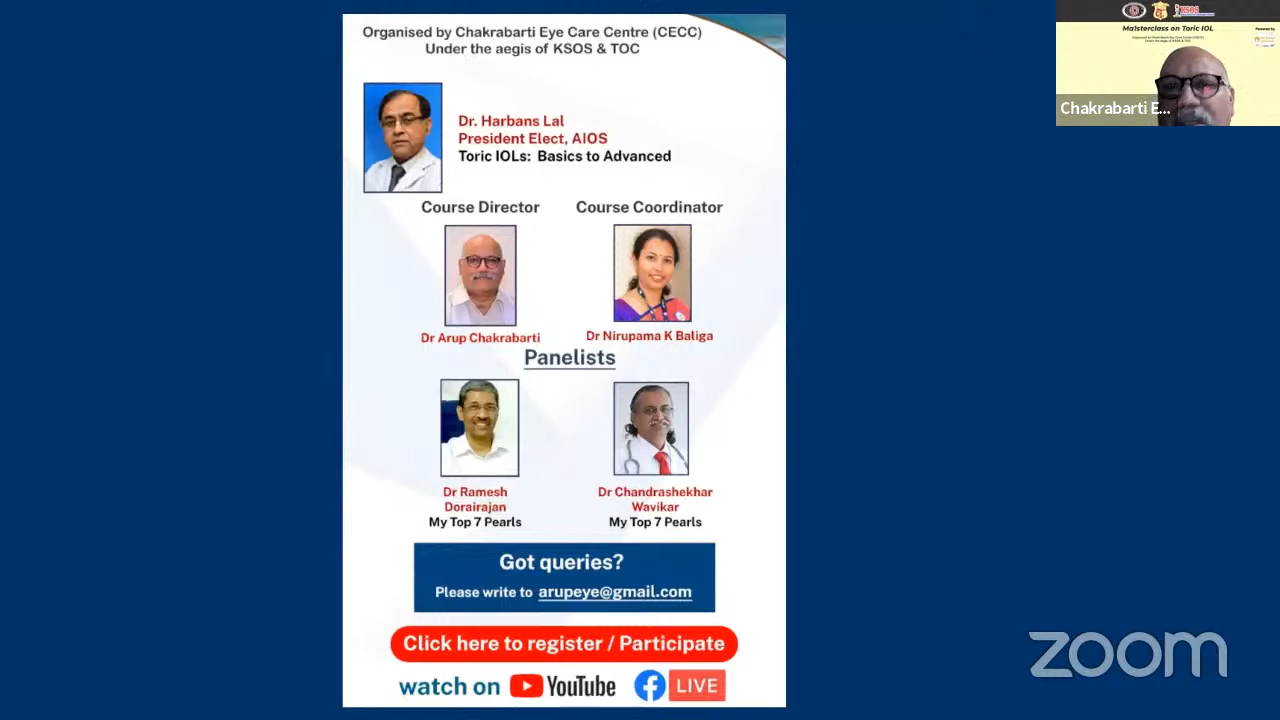 Organised by Chakrabarti Eye Care Centre (CECC)
Under the aegis of KSOS & TOC
Dr. Harbans Lal
President Elect, AIOS
Toric IOLs: Basics to Advanced
Course Director
Course Coordinator
Dr Arup Chakrabarti
Dr Nirupama K Baliga
Panelists
Dr Ramesh
Dorairajan
My Top 7 Pearls
Dr Chandrashekhar
Wavikar
My Top 7 Pearls
Got queries?
Please write to arupeye@gmail.com
Click here to register / Participate
watch on YouTube LIVE
Masterclass on Toric IOL
Chakrabarti E...
zoom